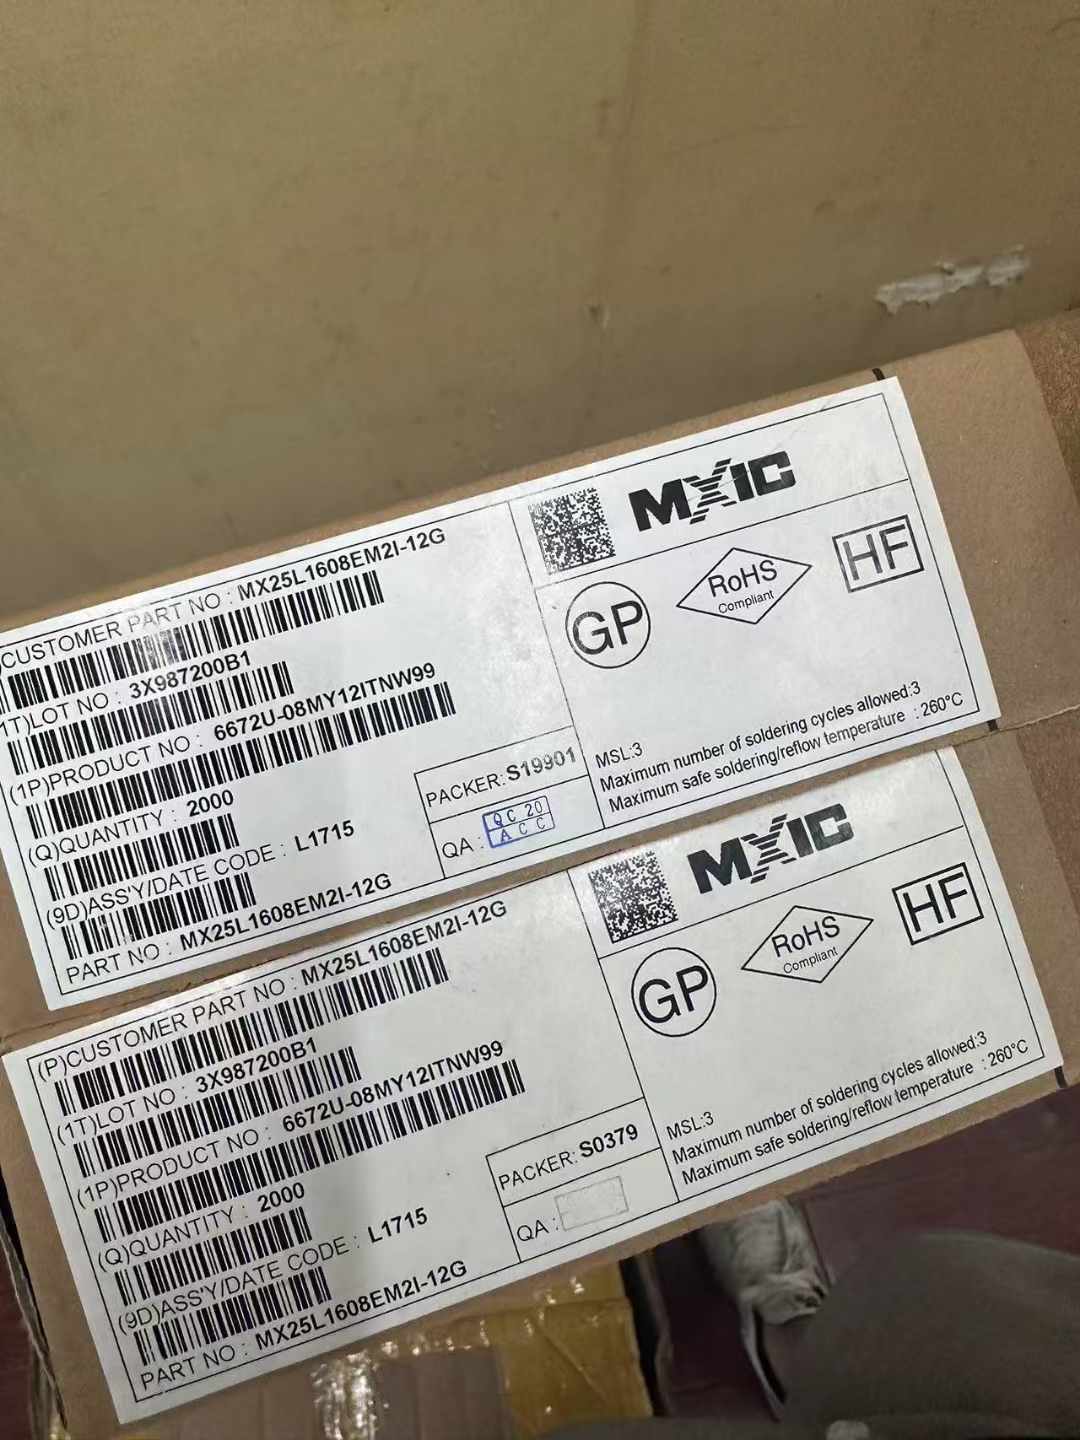 MXIC
)CUSTOMER PART NO : MX25L1608EM2I-12G
1T)LOT NO : 3X987200B1
(1P)PRODUCT NO : 6672U-08MY12ITNW99
(Q)QUANTITY : 2000
(9D)ASS'Y/DATE CODE : L1715
PART NO : MX25L1608EM2I-12G
PACKER: S19901
QA :
QC 20
ACC
GP
RoHS
Compliant
HF
MSL:3
Maximum number of soldering cycles allowed:3
Maximum safe soldering/reflow temperature : 260°C
MXIC
(P)CUSTOMER PART NO : MX25L1608EM2I-12G
(1T)LOT NO : 3X987200B1
(1P)PRODUCT NO : 6672U-08MY12ITNW99
(Q)QUANTITY : 2000
(9D)ASS'Y/DATE CODE : L1715
PART NO : MX25L1608EM2I-12G
PACKER: S0379
QA :
GP
RoHS
Compliant
HF
MSL:3
Maximum number of soldering cycles allowed:3
Maximum safe soldering/reflow temperature : 260°C